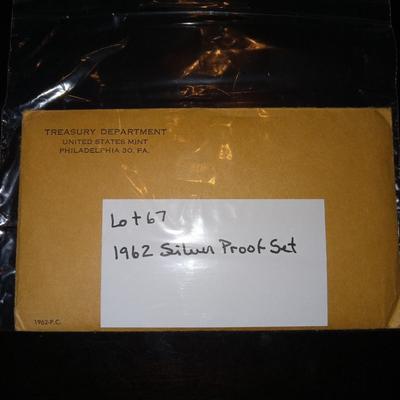 TREASURY DEPARTMENT
UNITED STATES MINT
PHILADELPHIA 30, PA.
Lot 67
1962 Silver Proof Set
1962-P.C.